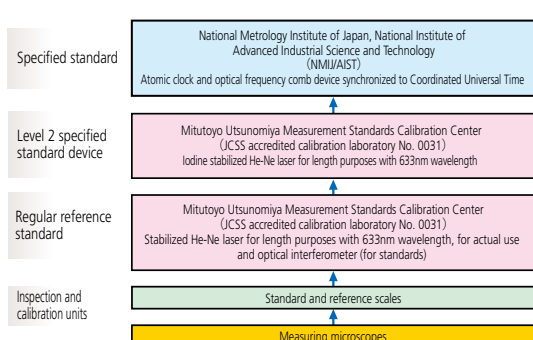 Specified standard
National Metrology Institute of Japan, National Institute of
Advanced Industrial Science and Technology
(NMIJ/AIST)
Atomic clock and optical frequency comb device synchronized to Coordinated Universal Time
Level 2 specified
standard device
Mitutoyo Utsunomiya Measurement Standards Calibration Center
(JCSS accredited calibration laboratory No. 0031)
Iodine stabilized He-Ne laser for length purposes with 633nm wavelength
Regular reference
standard
Mitutoyo Utsunomiya Measurement Standards Calibration Center
(JCSS accredited calibration laboratory No. 0031)
Stabilized He-Ne laser for length purposes with 633nm wavelength, for actual use
and optical interferometer (for standards)
Inspection and
calibration units
Standard and reference scales
Measuring microscopes